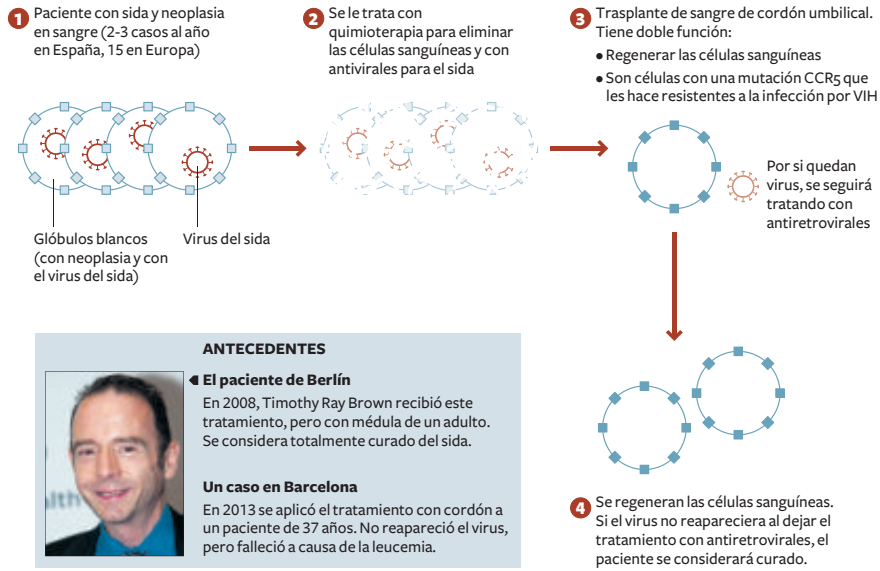 1 Paciente con sida y neoplasia
en sangre (2-3 casos al año
en España, 15 en Europa)
Glóbulos blancos
(con neoplasia y con
el virus del sida)
Virus del sida
2 Se le trata con
quimioterapia para eliminar
las células sanguíneas y con
antivirales para el sida
3 Trasplante de sangre de cordón umbilical.
Tiene doble función:
• Regenerar las células sanguíneas
• Son células con una mutación CCR5 que
les hace resistentes a la infección por VIH
Por si quedan
virus, se seguirá
tratando con
antiretrovirales
4 Se regeneran las células sanguíneas.
Si el virus no reapareciera al dejar el
tratamiento con antiretrovirales, el
paciente se considerará curado.
ANTECEDENTES
El paciente de Berlín
En 2008, Timothy Ray Brown recibió este
tratamiento, pero con médula de un adulto.
Se considera totalmente curado del sida.
Un caso en Barcelona
En 2013 se aplicó el tratamiento con cordón a
un paciente de 37 años. No reapareció el virus,
pero falleció a causa de la leucemia.